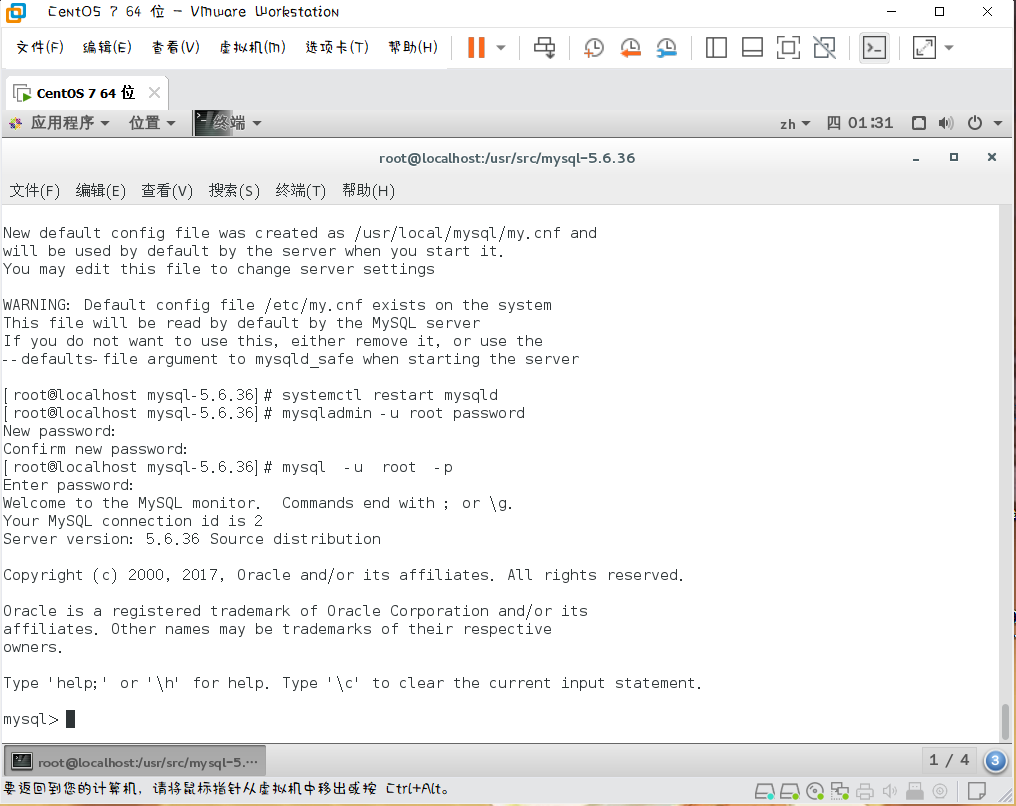 CentOS 7 64 位 - VMware Workstation
文件(F) 编辑(E) 查看(V) 虚拟机(M) 选项卡(T) 帮助(H)
CentOS 7 64 位
应用程序 位置 终端 zh 四 01:31
root@localhost:/usr/src/mysql-5.6.36
文件(F) 编辑(E) 查看(V) 搜索(S) 终端(T) 帮助(H)
New default config file was created as /usr/local/mysql/my.cnf and
will be used by default by the server when you start it.
You may edit this file to change server settings
WARNING: Default config file /etc/my.cnf exists on the system
This file will be read by default by the MySQL server
If you do not want to use this, either remove it, or use the
--defaults-file argument to mysqld_safe when starting the server
[root@localhost mysql-5.6.36]# systemctl restart mysqld
[root@localhost mysql-5.6.36]# mysqladmin -u root password
New password:
Confirm new password:
[root@localhost mysql-5.6.36]# mysql -u root -p
Enter password:
Welcome to the MySQL monitor. Commands end with ; or \g.
Your MySQL connection id is 2
Server version: 5.6.36 Source distribution
Copyright (c) 2000, 2017, Oracle and/or its affiliates. All rights reserved.
Oracle is a registered trademark of Oracle Corporation and/or its
affiliates. Other names may be trademarks of their respective
owners.
Type 'help;' or '\h' for help. Type '\c' to clear the current input statement.
mysql>
root@localhost:/usr/src/mysql-5.··· 1 / 4 3
要返回到您的计算机，请将鼠标指针从虚拟机中移出或按 Ctrl+Alt。